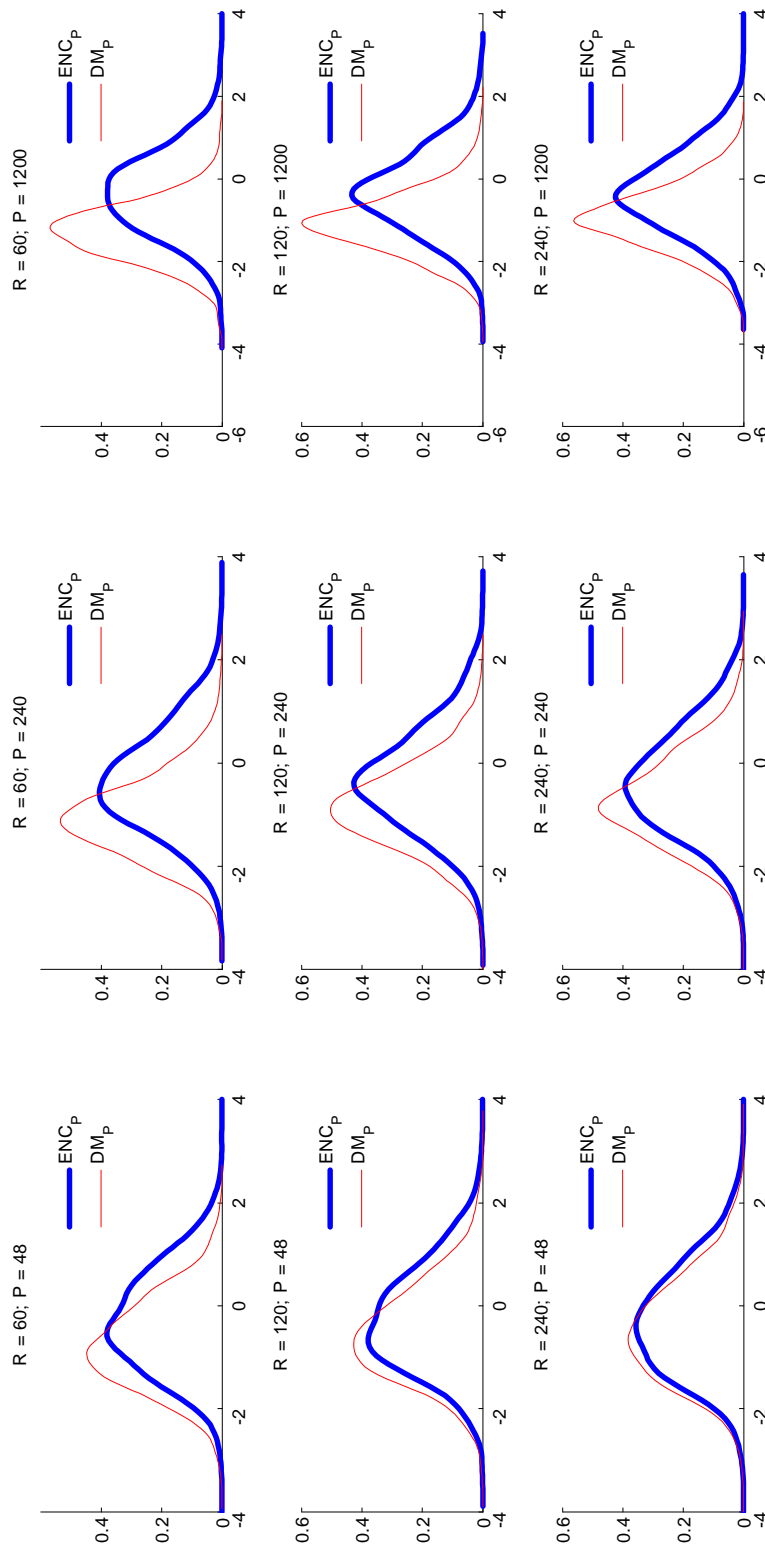 R = 60; P = 48
ENC_P
DM_P
0.4
0.2
0
-4 -2 0 2 4
R = 60; P = 240
ENC_P
DM_P
0.4
0.2
0
-4 -2 0 2 4
R = 60; P = 1200
ENC_P
DM_P
0.4
0.2
0
-6 -4 -2 0 2 4
R = 120; P = 48
ENC_P
DM_P
0.6
0.4
0.2
0
-4 -2 0 2 4
R = 120; P = 240
ENC_P
DM_P
0.6
0.4
0.2
0
-4 -2 0 2 4
R = 120; P = 1200
ENC_P
DM_P
0.6
0.4
0.2
0
-6 -4 -2 0 2 4
R = 240; P = 48
ENC_P
DM_P
0.6
0.4
0.2
0
-4 -2 0 2 4
R = 240; P = 240
ENC_P
DM_P
0.6
0.4
0.2
0
-4 -2 0 2 4
R = 240; P = 1200
ENC_P
DM_P
0.6
0.4
0.2
0
-6 -4 -2 0 2 4